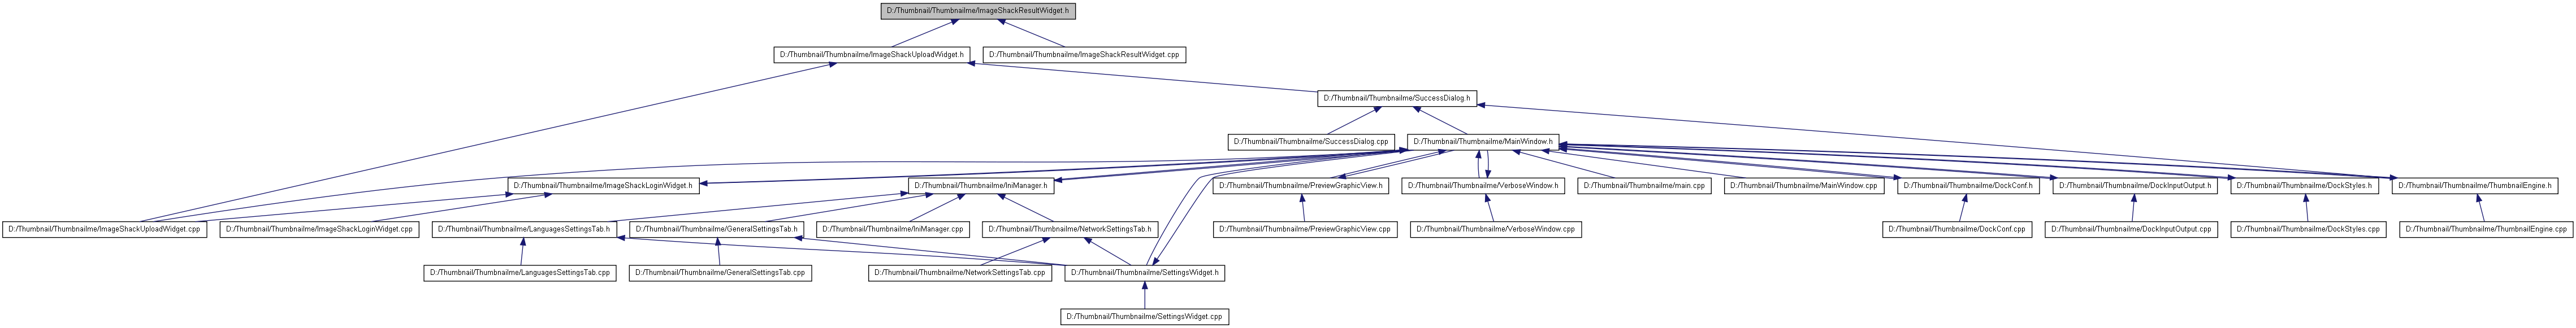 D:/Thumbnail/Thumbnailme/ImageShackResultWidget.h
D:/Thumbnail/Thumbnailme/ImageShackUploadWidget.h
D:/Thumbnail/Thumbnailme/ImageShackResultWidget.cpp
D:/Thumbnail/Thumbnailme/SuccessDialog.h
D:/Thumbnail/Thumbnailme/SuccessDialog.cpp
D:/Thumbnail/Thumbnailme/MainWindow.h
D:/Thumbnail/Thumbnailme/ImageShackLoginWidget.h
D:/Thumbnail/Thumbnailme/IniManager.h
D:/Thumbnail/Thumbnailme/PreviewGraphicView.h
D:/Thumbnail/Thumbnailme/VerboseWindow.h
D:/Thumbnail/Thumbnailme/main.cpp
D:/Thumbnail/Thumbnailme/MainWindow.cpp
D:/Thumbnail/Thumbnailme/DockConf.h
D:/Thumbnail/Thumbnailme/DockInputOutput.h
D:/Thumbnail/Thumbnailme/DockStyles.h
D:/Thumbnail/Thumbnailme/ThumbnailEngine.h
D:/Thumbnail/Thumbnailme/ImageShackUploadWidget.cpp
D:/Thumbnail/Thumbnailme/ImageShackLoginWidget.cpp
D:/Thumbnail/Thumbnailme/LanguagesSettingsTab.h
D:/Thumbnail/Thumbnailme/GeneralSettingsTab.h
D:/Thumbnail/Thumbnailme/IniManager.cpp
D:/Thumbnail/Thumbnailme/NetworkSettingsTab.h
D:/Thumbnail/Thumbnailme/PreviewGraphicView.cpp
D:/Thumbnail/Thumbnailme/VerboseWindow.cpp
D:/Thumbnail/Thumbnailme/DockConf.cpp
D:/Thumbnail/Thumbnailme/DockInputOutput.cpp
D:/Thumbnail/Thumbnailme/DockStyles.cpp
D:/Thumbnail/Thumbnailme/ThumbnailEngine.cpp
D:/Thumbnail/Thumbnailme/LanguagesSettingsTab.cpp
D:/Thumbnail/Thumbnailme/GeneralSettingsTab.cpp
D:/Thumbnail/Thumbnailme/NetworkSettingsTab.cpp
D:/Thumbnail/Thumbnailme/SettingsWidget.h
D:/Thumbnail/Thumbnailme/SettingsWidget.cpp